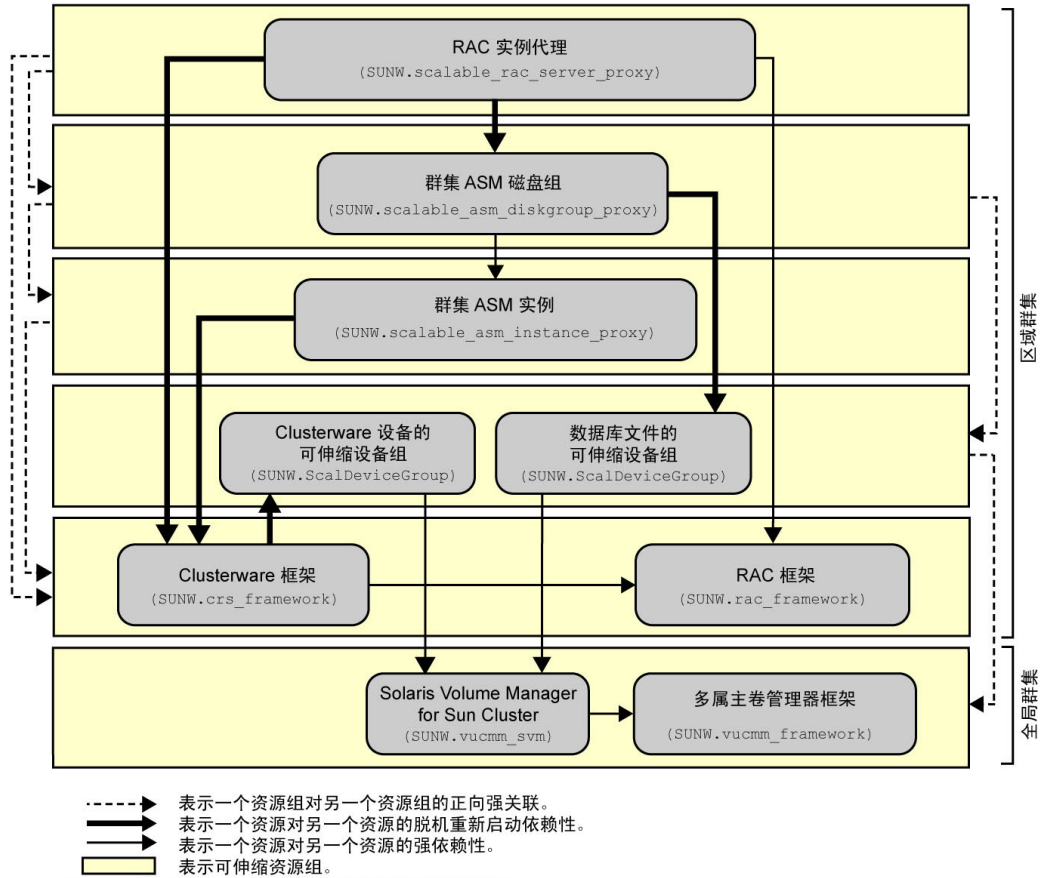 RAC 实例代理
(SUNW.scalable_rac_server_proxy)
群集 ASM 磁盘组
(SUNW.scalable_asm_diskgroup_proxy)
群集 ASM 实例
(SUNW.scalable_asm_instance_proxy)
Clusterware 设备的
可伸缩设备组
(SUNW.ScalDeviceGroup)
数据库文件的
可伸缩设备组
(SUNW.ScalDeviceGroup)
Clusterware 框架
(SUNW.crs_framework)
RAC 框架
(SUNW.rac_framework)
区域群集
Solaris Volume Manager
for Sun Cluster
(SUNW.vucmm_svm)
多属主卷管理器框架
(SUNW.vucmm_framework)
全局群集
表示一个资源组对另一个资源组的正向强关联。
表示一个资源对另一个资源的脱机重新启动依赖性。
表示一个资源对另一个资源的强依赖性。
表示可伸缩资源组。